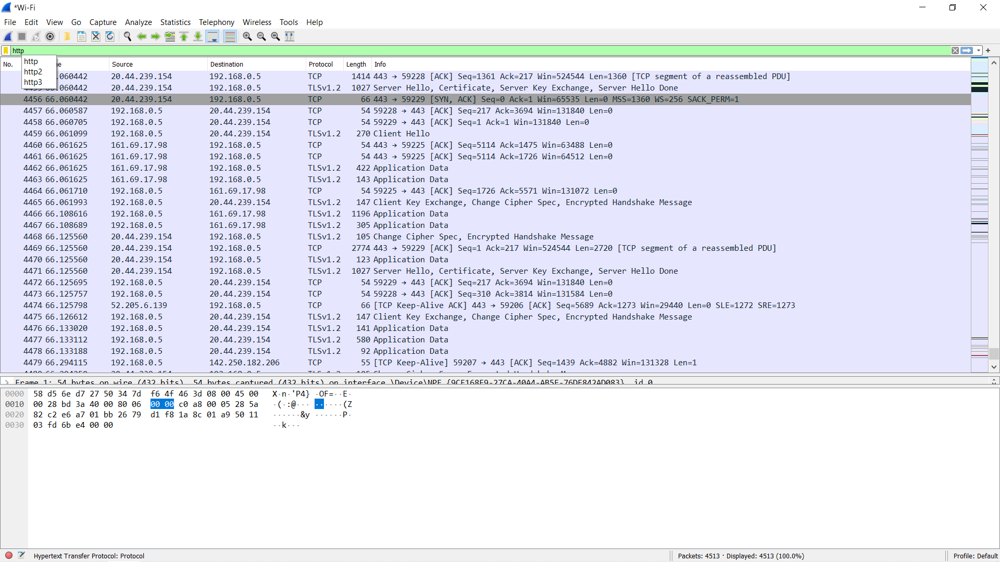 *Wi-Fi
File Edit View Go Capture Analyze Statistics Telephony Wireless Tools Help
http
http
http2
http3
No. Source Destination Protocol Length Info
.060442 20.44.239.154 192.168.0.5 TCP 1414 443 → 59228 [ACK] Seq=1361 Ack=217 Win=524544 Len=1360 [TCP segment of a reassembled PDU]
.060442 20.44.239.154 192.168.0.5 TLSv1.2 1027 Server Hello, Certificate, Server Key Exchange, Server Hello Done
4456 66.060442 20.44.239.154 192.168.0.5 TCP 66 443 → 59229 [SYN, ACK] Seq=0 Ack=1 Win=65535 Len=0 MSS=1360 WS=256 SACK_PERM=1
4457 66.060587 192.168.0.5 20.44.239.154 TCP 54 59228 → 443 [ACK] Seq=217 Ack=3694 Win=131840 Len=0
4458 66.060705 192.168.0.5 20.44.239.154 TCP 54 59229 → 443 [ACK] Seq=1 Ack=1 Win=131840 Len=0
4459 66.061099 192.168.0.5 20.44.239.154 TLSv1.2 270 Client Hello
4460 66.061625 161.69.17.98 192.168.0.5 TCP 54 443 → 59225 [ACK] Seq=5114 Ack=1475 Win=63488 Len=0
4461 66.061625 161.69.17.98 192.168.0.5 TCP 54 443 → 59225 [ACK] Seq=5114 Ack=1726 Win=64512 Len=0
4462 66.061625 161.69.17.98 192.168.0.5 TLSv1.2 422 Application Data
4463 66.061625 161.69.17.98 192.168.0.5 TLSv1.2 143 Application Data
4464 66.061710 192.168.0.5 161.69.17.98 TCP 54 59225 → 443 [ACK] Seq=1726 Ack=5571 Win=131072 Len=0
4465 66.061993 192.168.0.5 20.44.239.154 TLSv1.2 147 Client Key Exchange, Change Cipher Spec, Encrypted Handshake Message
4466 66.108616 192.168.0.5 161.69.17.98 TLSv1.2 1196 Application Data
4467 66.108689 192.168.0.5 161.69.17.98 TLSv1.2 305 Application Data
4468 66.125560 20.44.239.154 192.168.0.5 TLSv1.2 105 Change Cipher Spec, Encrypted Handshake Message
4469 66.125560 20.44.239.154 192.168.0.5 TCP 2774 443 → 59229 [ACK] Seq=1 Ack=217 Win=524544 Len=2720 [TCP segment of a reassembled PDU]
4470 66.125560 20.44.239.154 192.168.0.5 TLSv1.2 123 Application Data
4471 66.125560 20.44.239.154 192.168.0.5 TLSv1.2 1027 Server Hello, Certificate, Server Key Exchange, Server Hello Done
4472 66.125695 192.168.0.5 20.44.239.154 TCP 54 59229 → 443 [ACK] Seq=217 Ack=3694 Win=131840 Len=0
4473 66.125757 192.168.0.5 20.44.239.154 TCP 54 59228 → 443 [ACK] Seq=310 Ack=3814 Win=131584 Len=0
4474 66.125798 52.205.6.139 192.168.0.5 TCP 66 [TCP Keep-Alive ACK] 443 → 59206 [ACK] Seq=5689 Ack=1273 Win=29440 Len=0 SLE=1272 SRE=1273
4475 66.126612 192.168.0.5 20.44.239.154 TLSv1.2 147 Client Key Exchange, Change Cipher Spec, Encrypted Handshake Message
4476 66.133020 192.168.0.5 20.44.239.154 TLSv1.2 141 Application Data
4477 66.133112 192.168.0.5 20.44.239.154 TLSv1.2 580 Application Data
4478 66.133188 192.168.0.5 20.44.239.154 TLSv1.2 92 Application Data
4479 66.294115 192.168.0.5 142.250.182.206 TCP 55 [TCP Keep-Alive] 59207 → 443 [ACK] Seq=1439 Ack=4882 Win=131328 Len=1
Frame 1: 54 bytes on wire (432 bits), 54 bytes captured (432 bits) on interface id 0
0000 58 d5 6e d7 27 50 34 7d f6 4f 46 3d 08 00 45 00 X·n·'P4} ·OF=··E·
0010 00 28 bd 3a 40 00 80 06 00 00 c0 a8 00 05 28 5a ·(·:@··· ······(Z
0020 82 c2 e6 a7 01 bb 26 79 d1 f8 1a 8c 01 a9 50 11 ······&y ······P·
0030 03 fd 6b e4 00 00 ··k···
Hypertext Transfer Protocol: Protocol Packets: 4513 · Displayed: 4513 (100.0%) Profile: Default